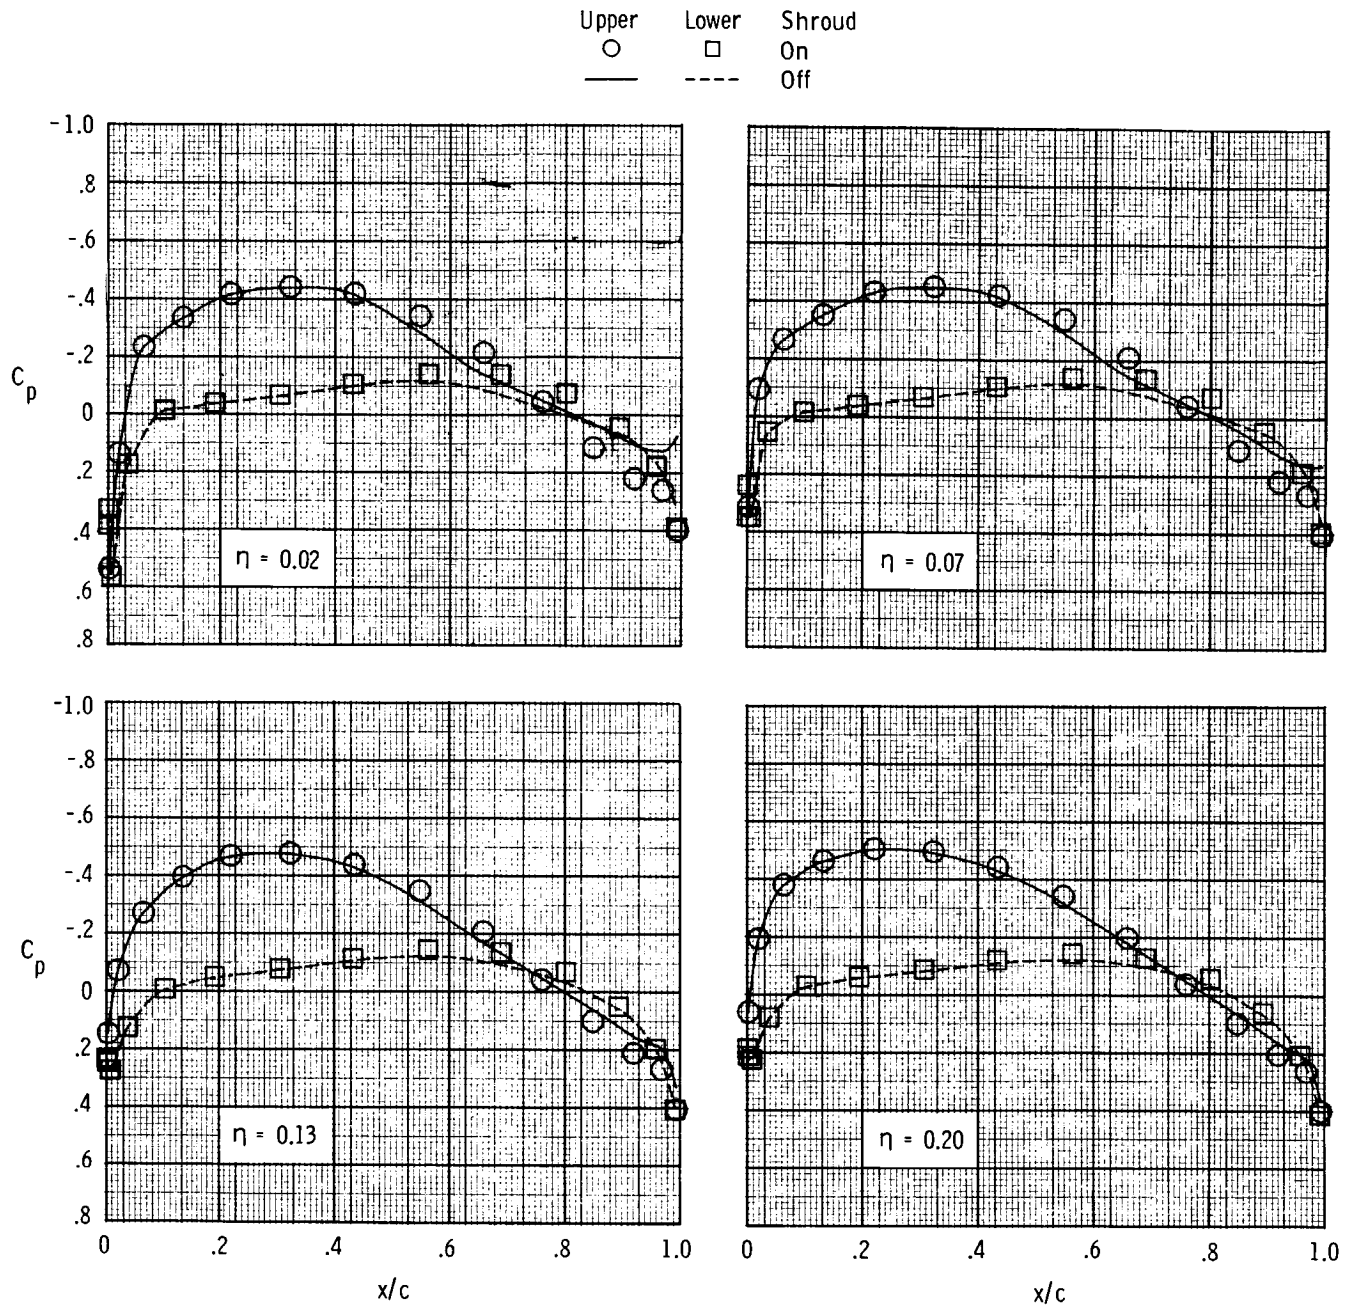 Upper Lower Shroud
On
Off
-1.0
.8
-.6
-.4
-.2
0
.2
.4
.6
.8
Cp
η = 0.02
η = 0.07
-1.0
-.8
-.6
-.4
-.2
0
.2
.4
.6
.8
Cp
η = 0.13
η = 0.20
0 .2 .4 .6 .8 1.0
0 .2 .4 .6 .8 1.0
x/c
x/c